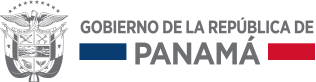 GOBIERNO DE LA REPÚBLICA DE
PANAMÁ